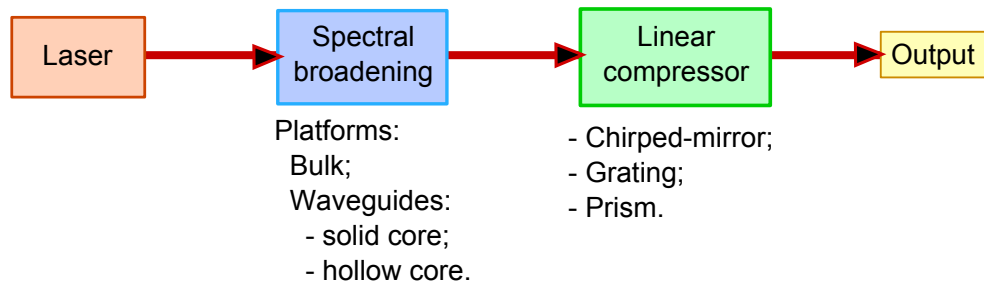 Laser
Spectral
broadening
Linear
compressor
Output
Platforms:
Bulk;
Waveguides:
- solid core;
- hollow core.
- Chirped-mirror;
- Grating;
- Prism.